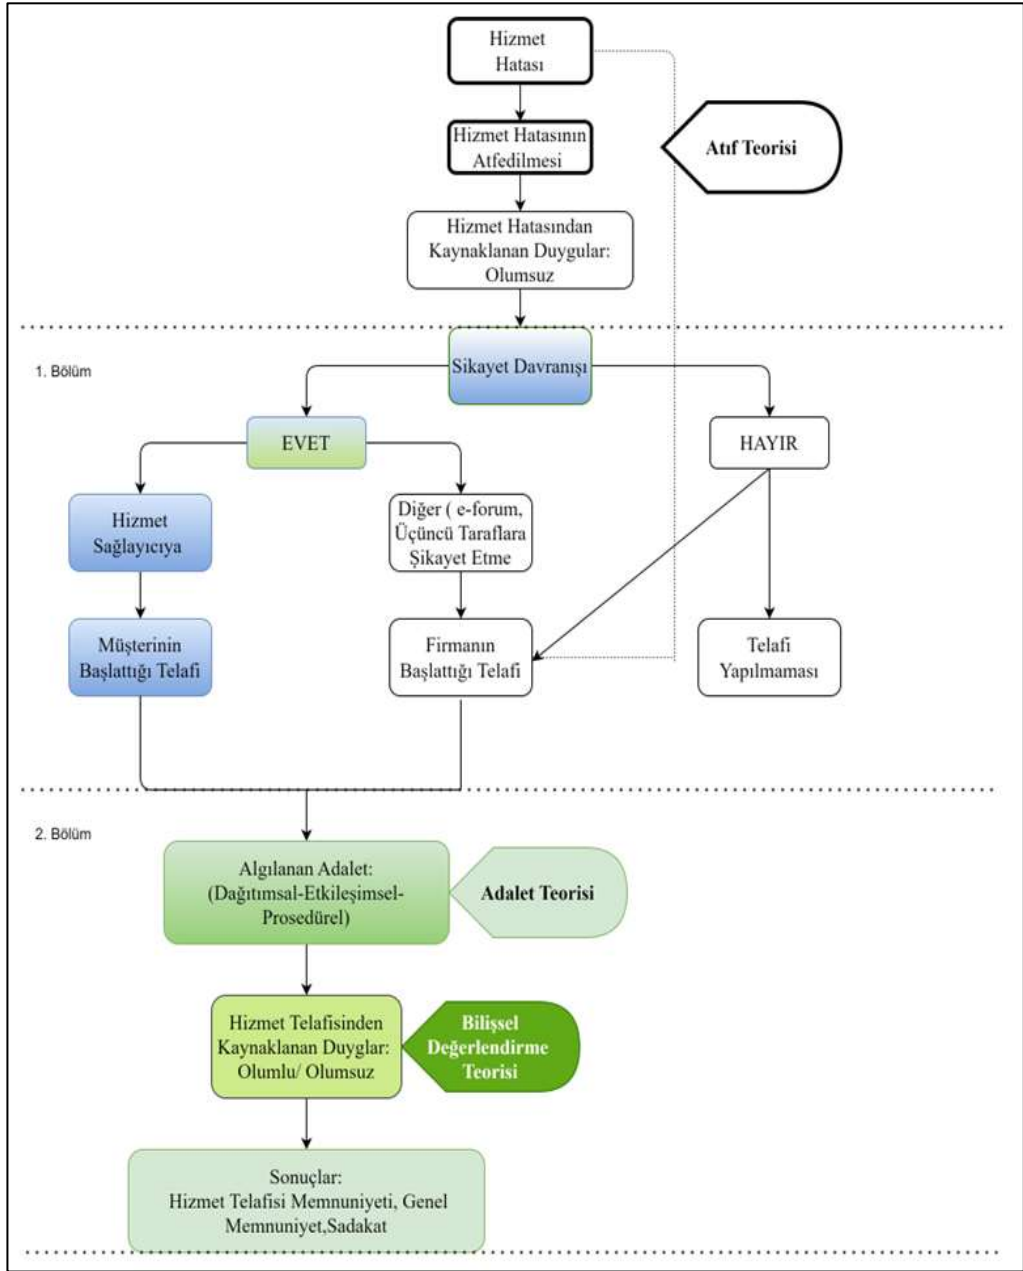 Hizmet
Hatası
Hizmet Hatasının
Atfedilmesi
Atıf Teorisi
Hizmet Hatasından
Kaynaklanan Duygular:
Olumsuz
1. Bölüm
Sikayet Davranışı
EVET
HAYIR
Hizmet
Sağlayıcıya
Diğer ( e-forum,
Üçüncü Taraflara
Şikayet Etme
Müşterinin
Başlattığı Telafi
Firmanın
Başlattığı Telafi
Telafi
Yapılmaması
2. Bölüm
Algılanan Adalet:
(Dağıtımsal-Etkileşimsel-
Prosedürel)
Adalet Teorisi
Hizmet Telafisinden
Kaynaklanan Duyglar:
Olumlu/ Olumsuz
Bilişsel
Değerlendirme
Teorisi
Sonuçlar:
Hizmet Telafisi Memnuniyeti, Genel
Memnuniyet,Sadakat